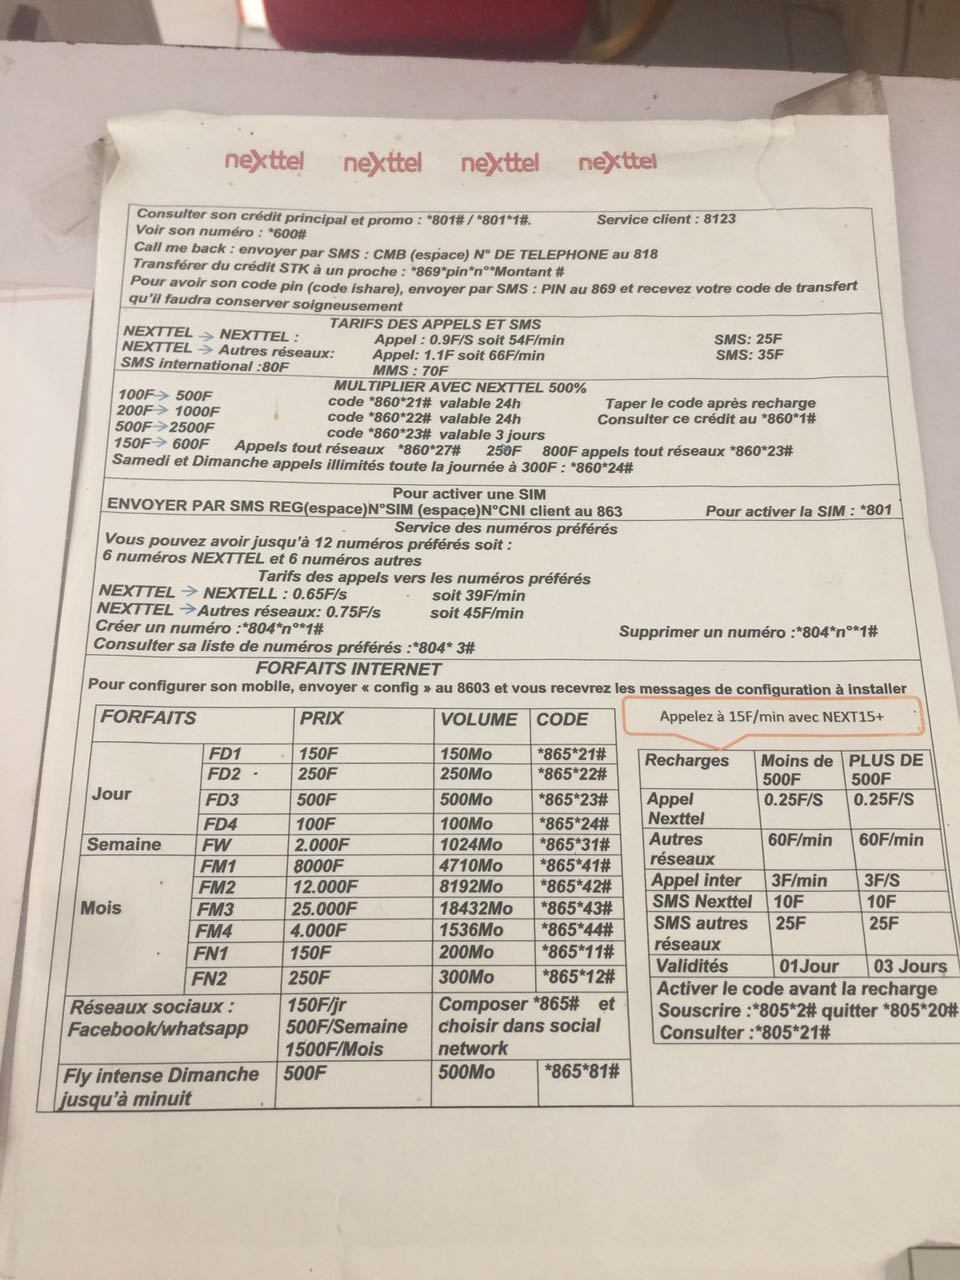 nexttel nexttel nexttel nexttel
Consulter son crédit principal et promo : *801# / *801*1#. Service client : 8123
Voir son numéro : *600#
Call me back : envoyer par SMS : CMB (espace) N° DE TELEPHONE au 818
Transférer du crédit STK à un proche : *869*pin*n°*Montant #
Pour avoir son code pin (code ishare), envoyer par SMS : PIN au 869 et recevez votre code de transfert
qu'il faudra conserver soigneusement
TARIFS DES APPELS ET SMS
NEXTTEL → NEXTTEL : Appel : 0.9F/S soit 54F/min SMS: 25F
NEXTTEL → Autres réseaux: Appel: 1.1F soit 66F/min SMS: 35F
SMS international :80F MMS : 70F
MULTIPLIER AVEC NEXTTEL 500%
100F→ 500F code *860*21# valable 24h Taper le code après recharge
200F→ 1000F code *860*22# valable 24h Consulter ce crédit au *860*1#
500F→2500F code *860*23# valable 3 jours
150F→ 600F Appels tout réseaux *860*27# 250F 800F appels tout réseaux *860*23#
Samedi et Dimanche appels illimités toute la journée à 300F : *860*24#
Pour activer une SIM
ENVOYER PAR SMS REG(espace)N°SIM (espace)N°CNI client au 863 Pour activer la SIM : *801
Service des numéros préférés
Vous pouvez avoir jusqu'à 12 numéros préférés soit :
6 numéros NEXTTEL et 6 numéros autres
Tarifs des appels vers les numéros préférés
NEXTTEL → NEXTELL : 0.65F/s soit 39F/min
NEXTTEL →Autres réseaux: 0.75F/s soit 45F/min
Créer un numéro :*804*n°*1# Supprimer un numéro :*804*n°*1#
Consulter sa liste de numéros préférés :*804* 3#
FORFAITS INTERNET
Pour configurer son mobile, envoyer « config » au 8603 et vous recevrez les messages de configuration à installer
FORFAITS PRIX VOLUME CODE
Jour
FD1 150F 150Mo *865*21#
FD2 250F 250Mo *865*22#
FD3 500F 500Mo *865*23#
FD4 100F 100Mo *865*24#
Semaine FW 2.000F 1024Mo *865*31#
Mois
FM1 8000F 4710Mo *865*41#
FM2 12.000F 8192Mo *865*42#
FM3 25.000F 18432Mo *865*43#
FM4 4.000F 1536Mo *865*44#
FN1 150F 200Mo *865*11#
FN2 250F 300Mo *865*12#
Réseaux sociaux : 150F/jr Composer *865# et
Facebook/whatsapp 500F/Semaine choisir dans social
1500F/Mois network
Fly intense Dimanche 500F 500Mo *865*81#
jusqu'à minuit
Appelez à 15F/min avec NEXT15+
Recharges Moins de PLUS DE
500F 500F
Appel 0.25F/S 0.25F/S
Nexttel
Autres 60F/min 60F/min
réseaux
Appel inter 3F/min 3F/S
SMS Nexttel 10F 10F
SMS autres 25F 25F
réseaux
Validités 01Jour 03 Jours
Activer le code avant la recharge
Souscrire :*805*2# quitter *805*20#
Consulter :*805*21#